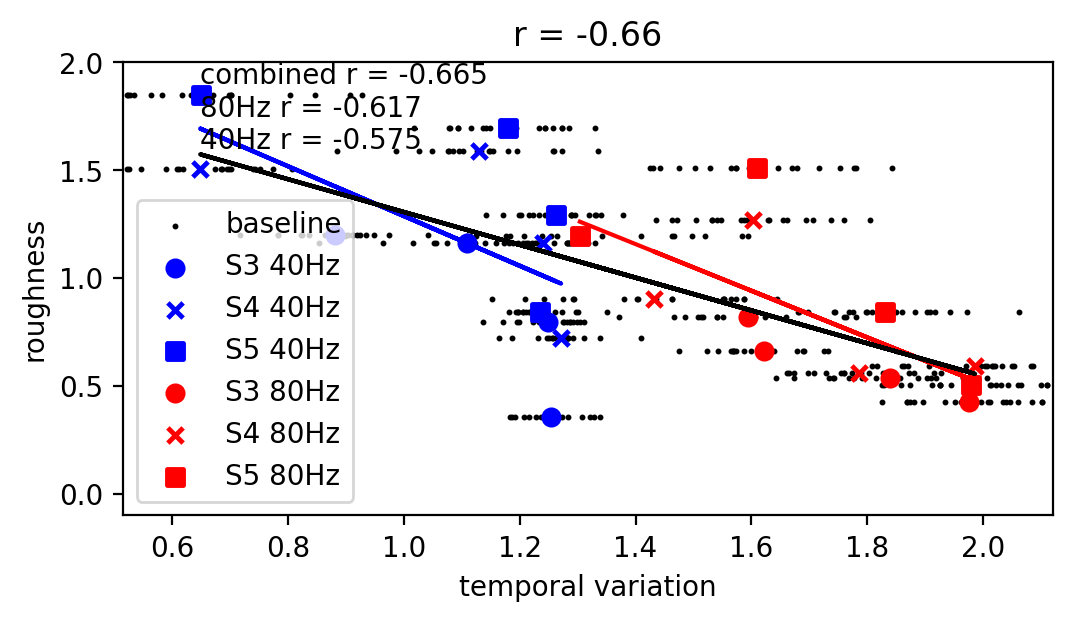 r = -0.66
combined r = -0.665
80Hz r = -0.617
40Hz r = -0.575
baseline
S3 40Hz
S4 40Hz
S5 40Hz
S3 80Hz
S4 80Hz
S5 80Hz
roughness
2.0
1.5
1.0
0.5
0.0
0.6 0.8 1.0 1.2 1.4 1.6 1.8 2.0
temporal variation